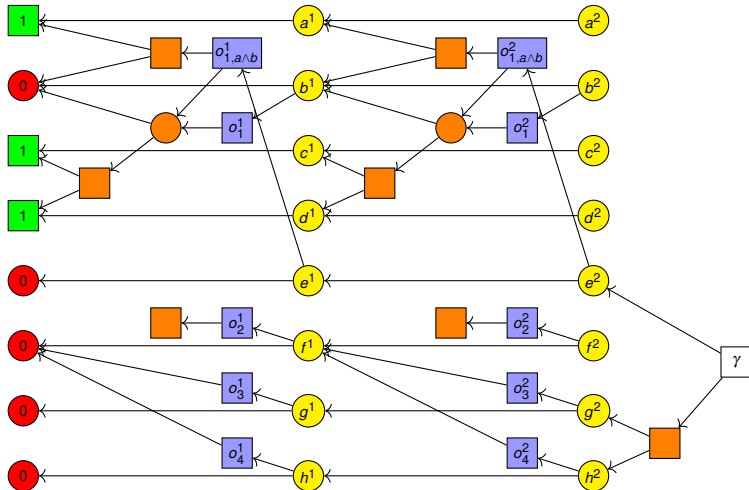 1 a¹ a²
o¹₁,ₐ∧b o²₁,ₐ∧b
0 b¹ b²
o¹₁ o²₁
1 c¹ c²
1 d¹ d²
0 e¹ e²
o¹₂ o²₂
0 f¹ f²
γ
o¹₃ o²₃
0 g¹ g²
o¹₄ o²₄
0 h¹ h²